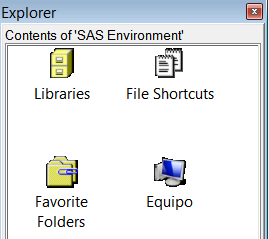 Explorer
Contents of 'SAS Environment'
Libraries
File Shortcuts
Favorite
Folders
Equipo